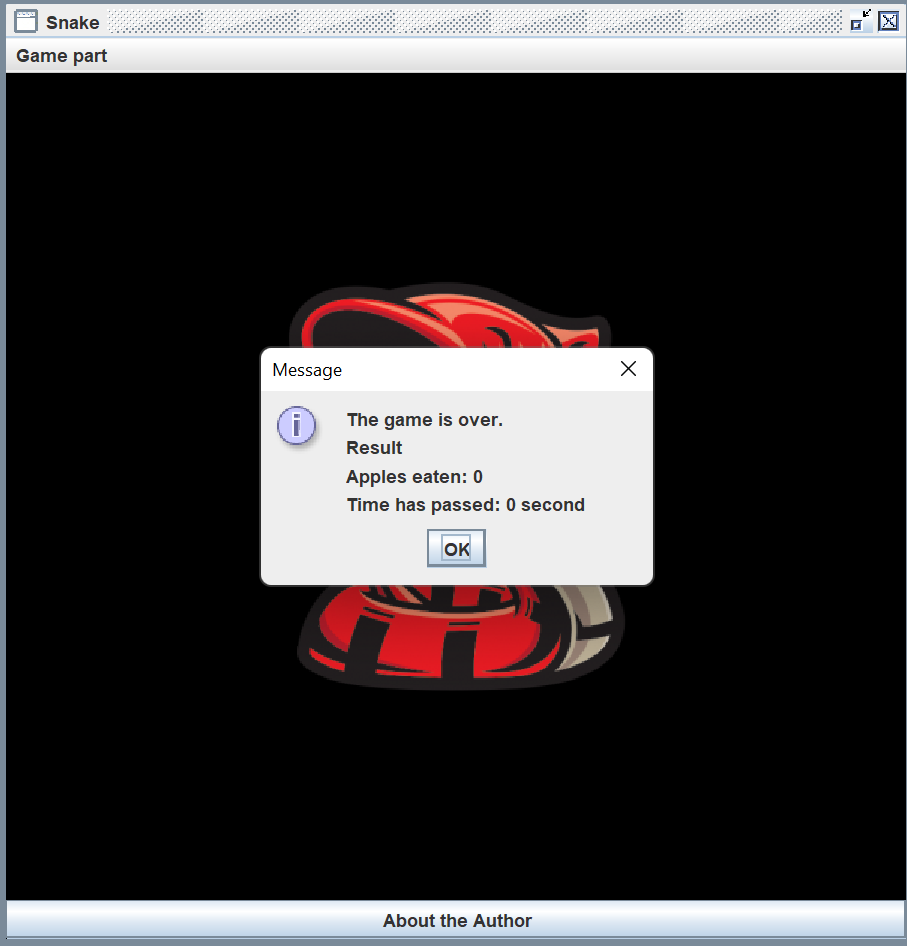 Snake
Game part
Message
The game is over.
Result
Apples eaten: 0
Time has passed: 0 second
OK
About the Author